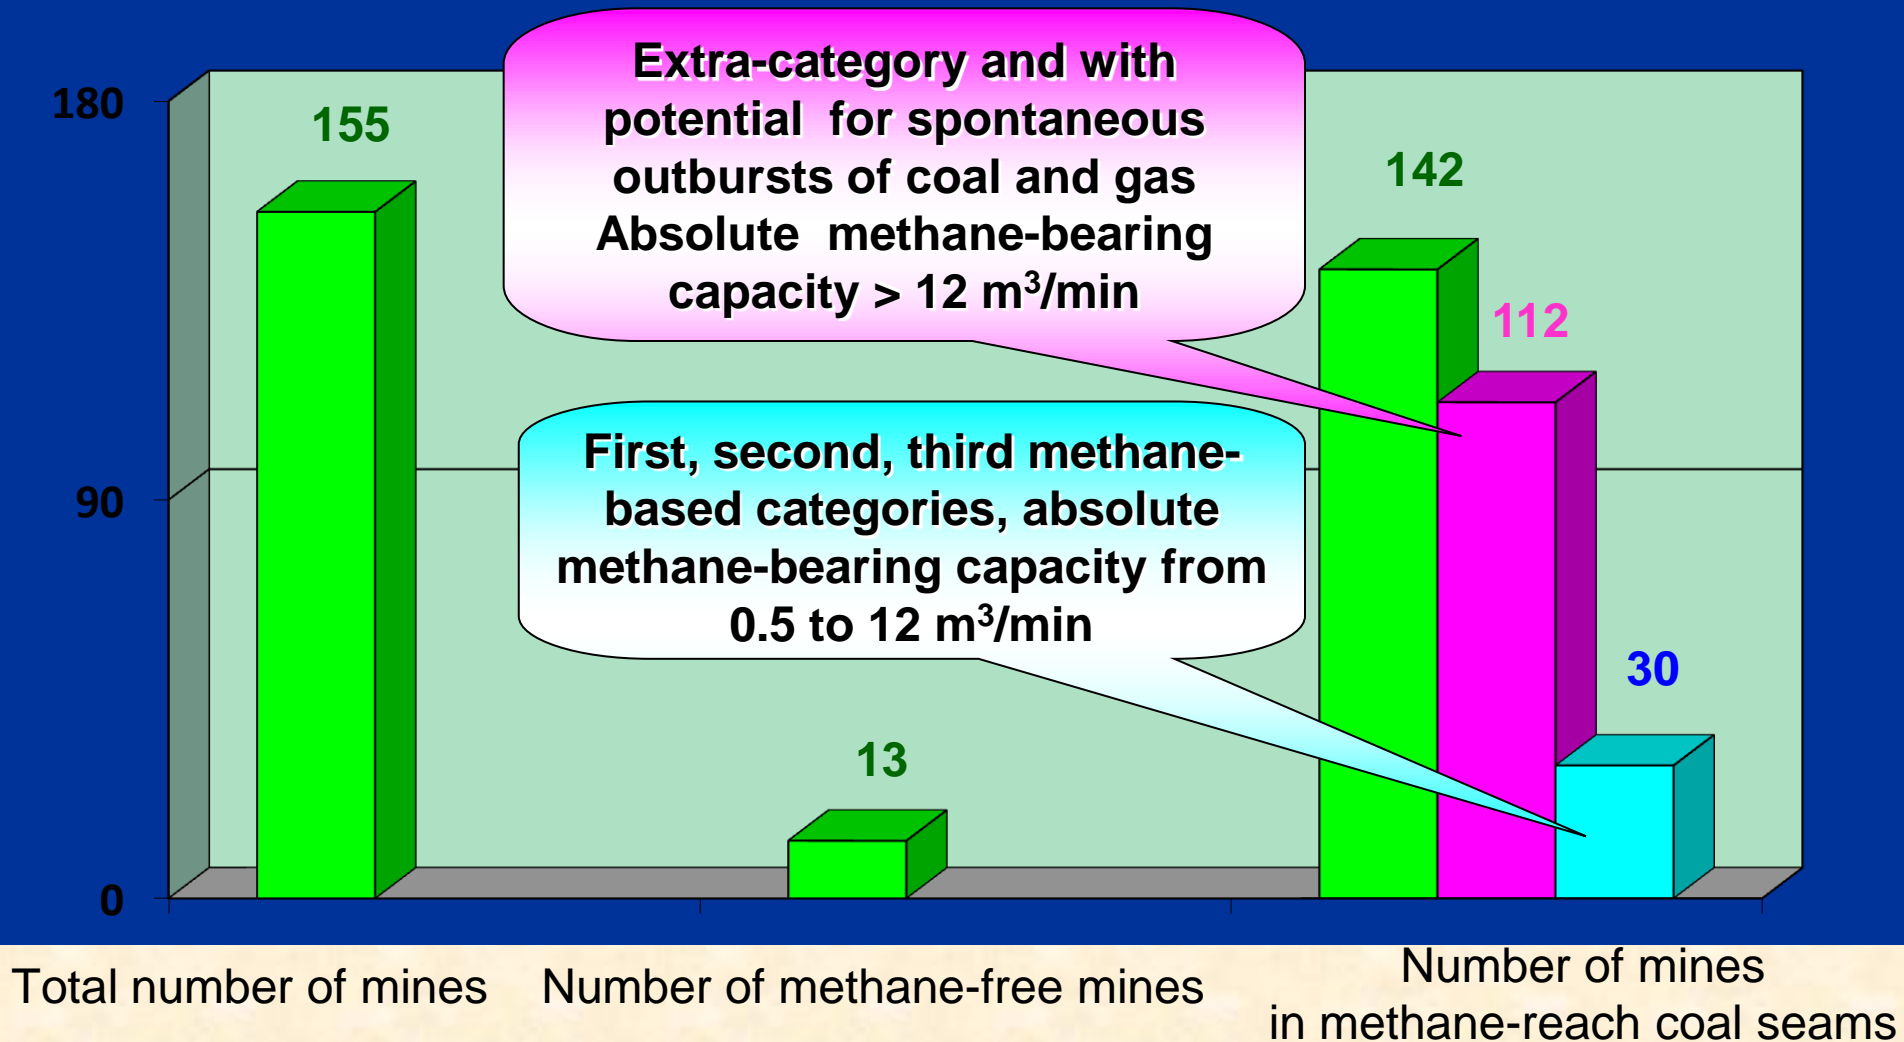 180
90
0
155
13
142
112
30
Extra-category and with
potential for spontaneous
outbursts of coal and gas
Absolute methane-bearing
capacity > 12 m³/min
First, second, third methane-
based categories, absolute
methane-bearing capacity from
0.5 to 12 m³/min
Total number of mines
Number of methane-free mines
Number of mines
in methane-reach coal seams